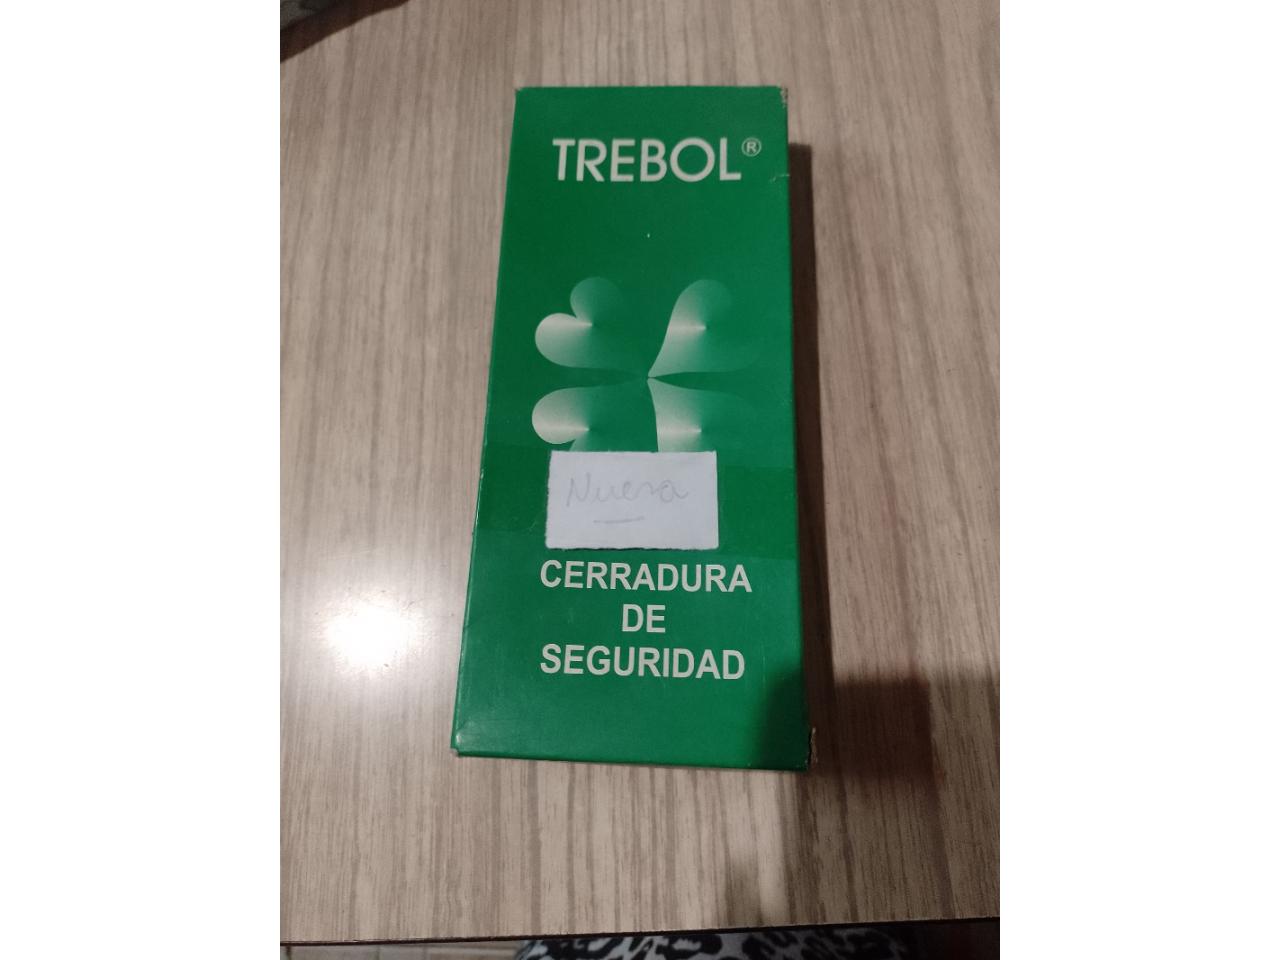 TREBOL®
Nueva
CERRADURA
DE
SEGURIDAD